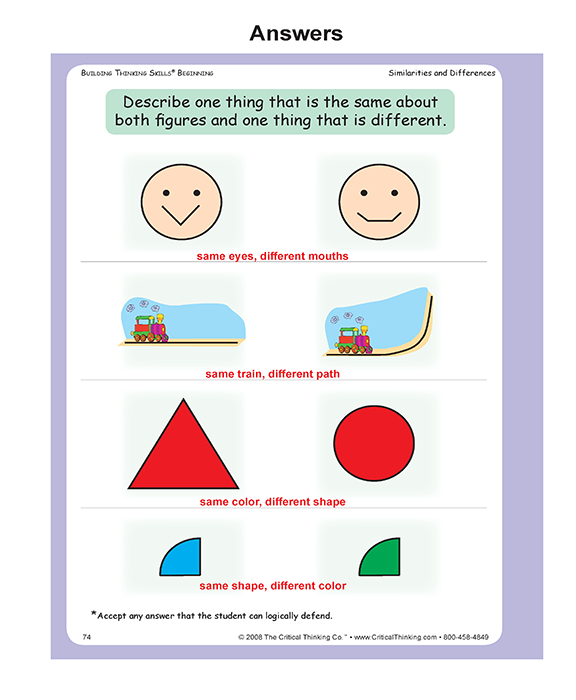 Answers
Building Thinking Skills® Beginning
Similarities and Differences
Describe one thing that is the same about
both figures and one thing that is different.
same eyes, different mouths
same train, different path
same color, different shape
same shape, different color
*Accept any answer that the student can logically defend.
74
© 2008 The Critical Thinking Co.™ • www.CriticalThinking.com • 800-458-4849